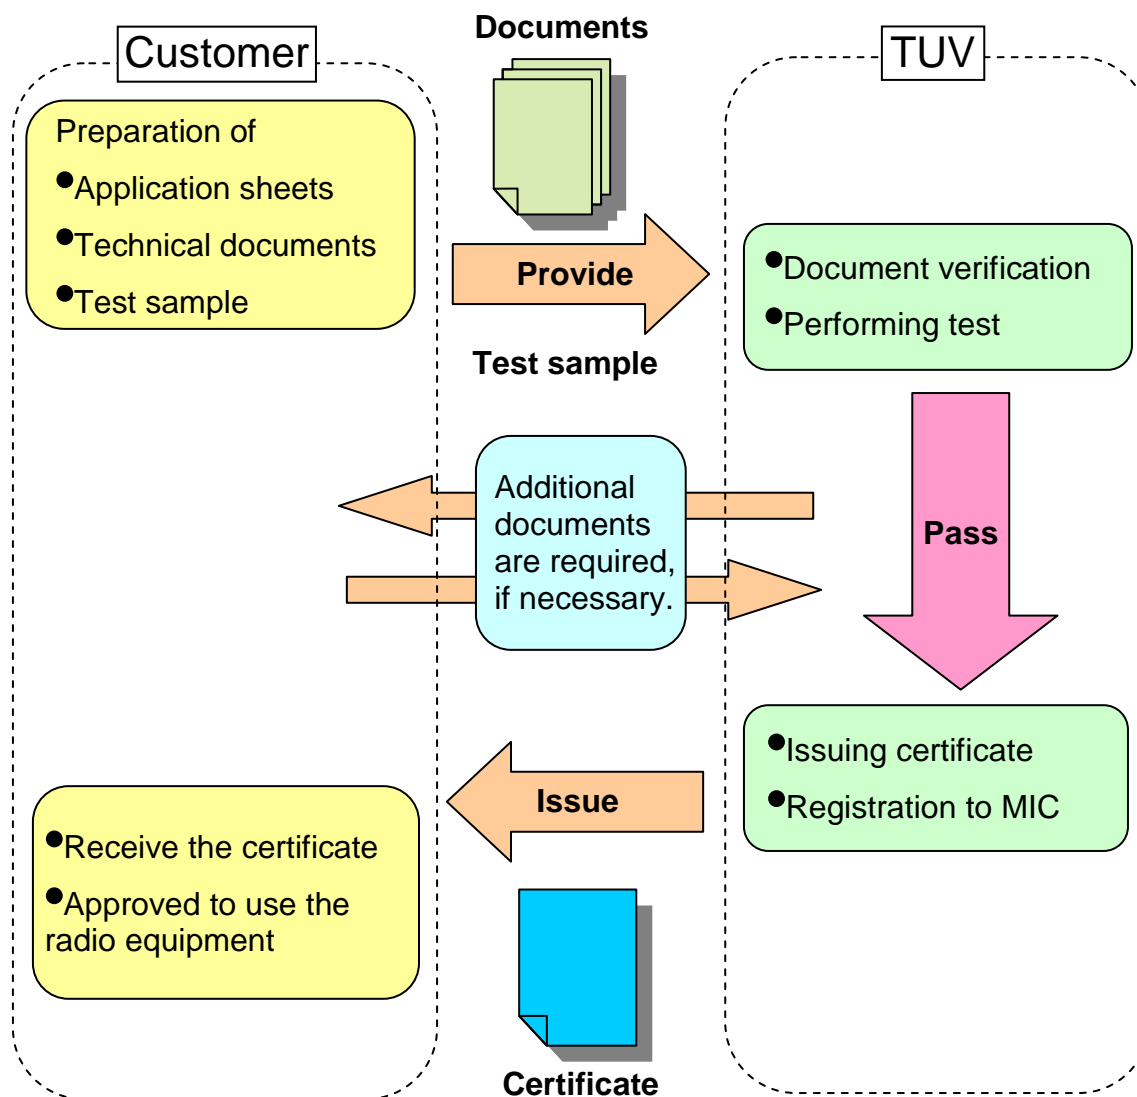 Customer
Documents
TUV
Preparation of
●Application sheets
●Technical documents
●Test sample
Provide
Test sample
●Document verification
●Performing test
Additional
documents
are required,
if necessary.
Pass
●Issuing certificate
●Registration to MIC
Issue
●Receive the certificate
●Approved to use the
radio equipment
Certificate